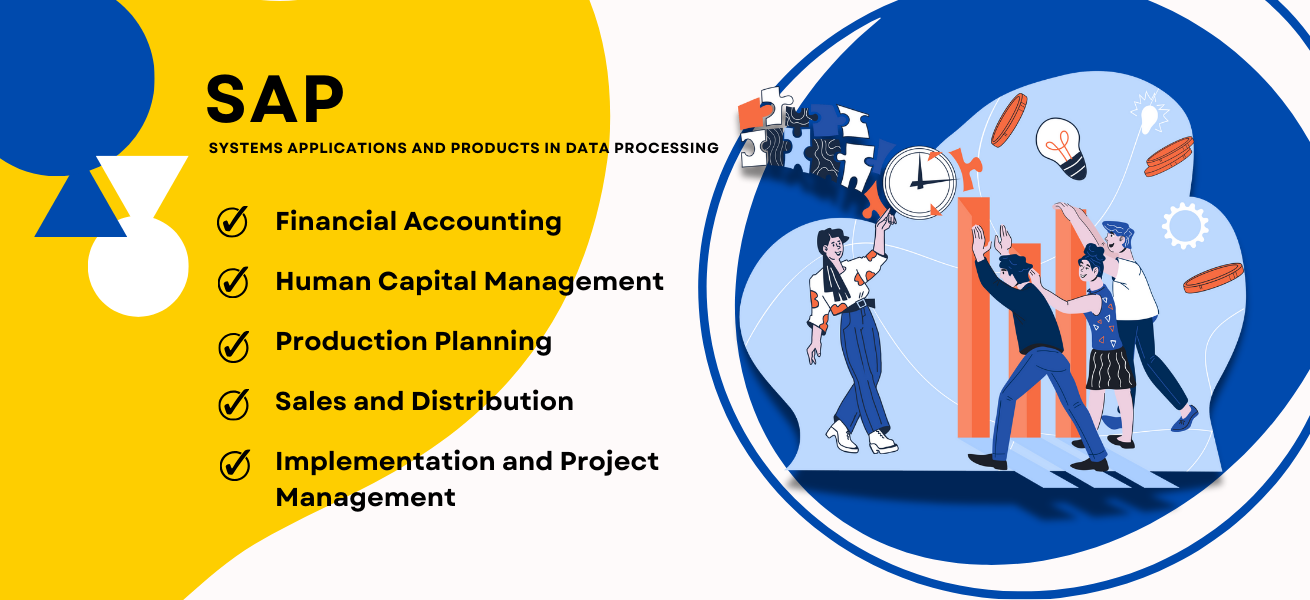 SAP
SYSTEMS APPLICATIONS AND PRODUCTS IN DATA PROCESSING
Financial Accounting
Human Capital Management
Production Planning
Sales and Distribution
Implementation and Project
Management